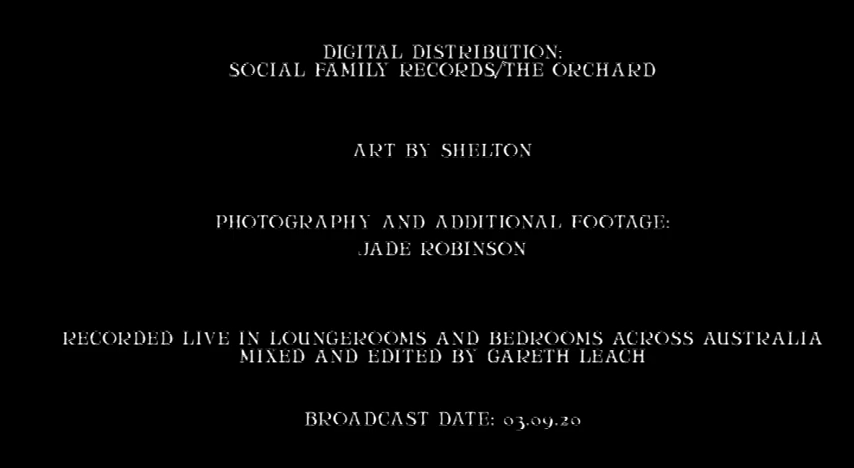 DIGITAL DISTRIBUTION:
SOCIAL FAMILY RECORDS/THE ORCHARD
ART BY SHELTON
PHOTOGRAPHY AND ADDITIONAL FOOTAGE:
JADE ROBINSON
RECORDED LIVE IN LOUNGEROOMS AND BEDROOMS ACROSS AUSTRALIA
MIXED AND EDITED BY GARETH LEACH
BROADCAST DATE: 03.09.20